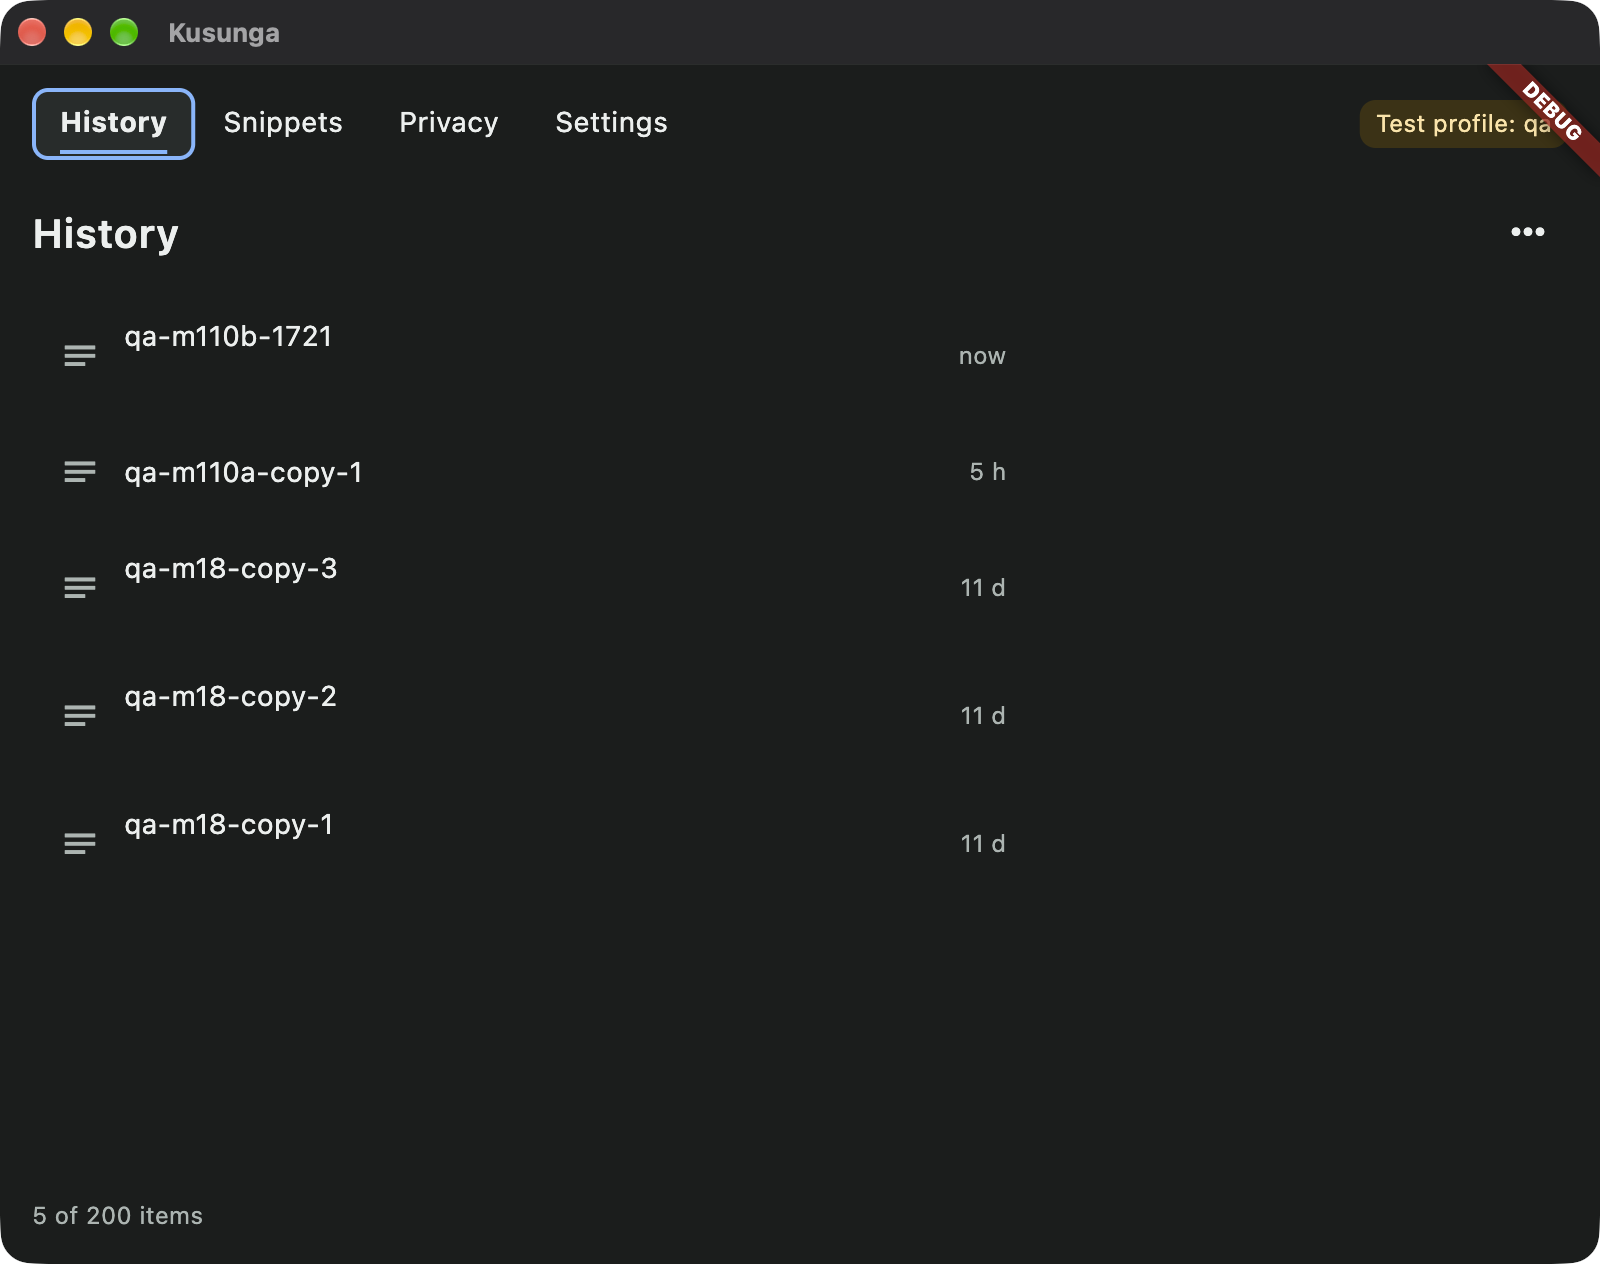 Kusunga
History Snippets Privacy Settings Test profile: qa
DEBUG
History
qa-m110b-1721 now
qa-m110a-copy-1 5 h
qa-m18-copy-3 11 d
qa-m18-copy-2 11 d
qa-m18-copy-1 11 d
5 of 200 items